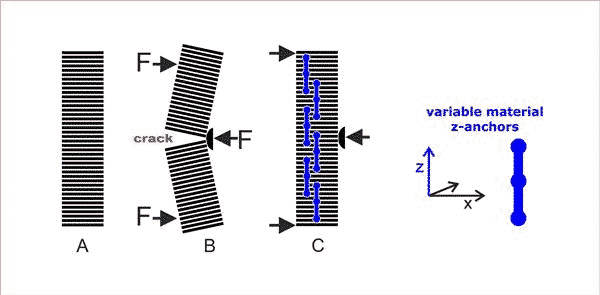 F
F
crack
F
A
B
C
variable material
z-anchors
z
x